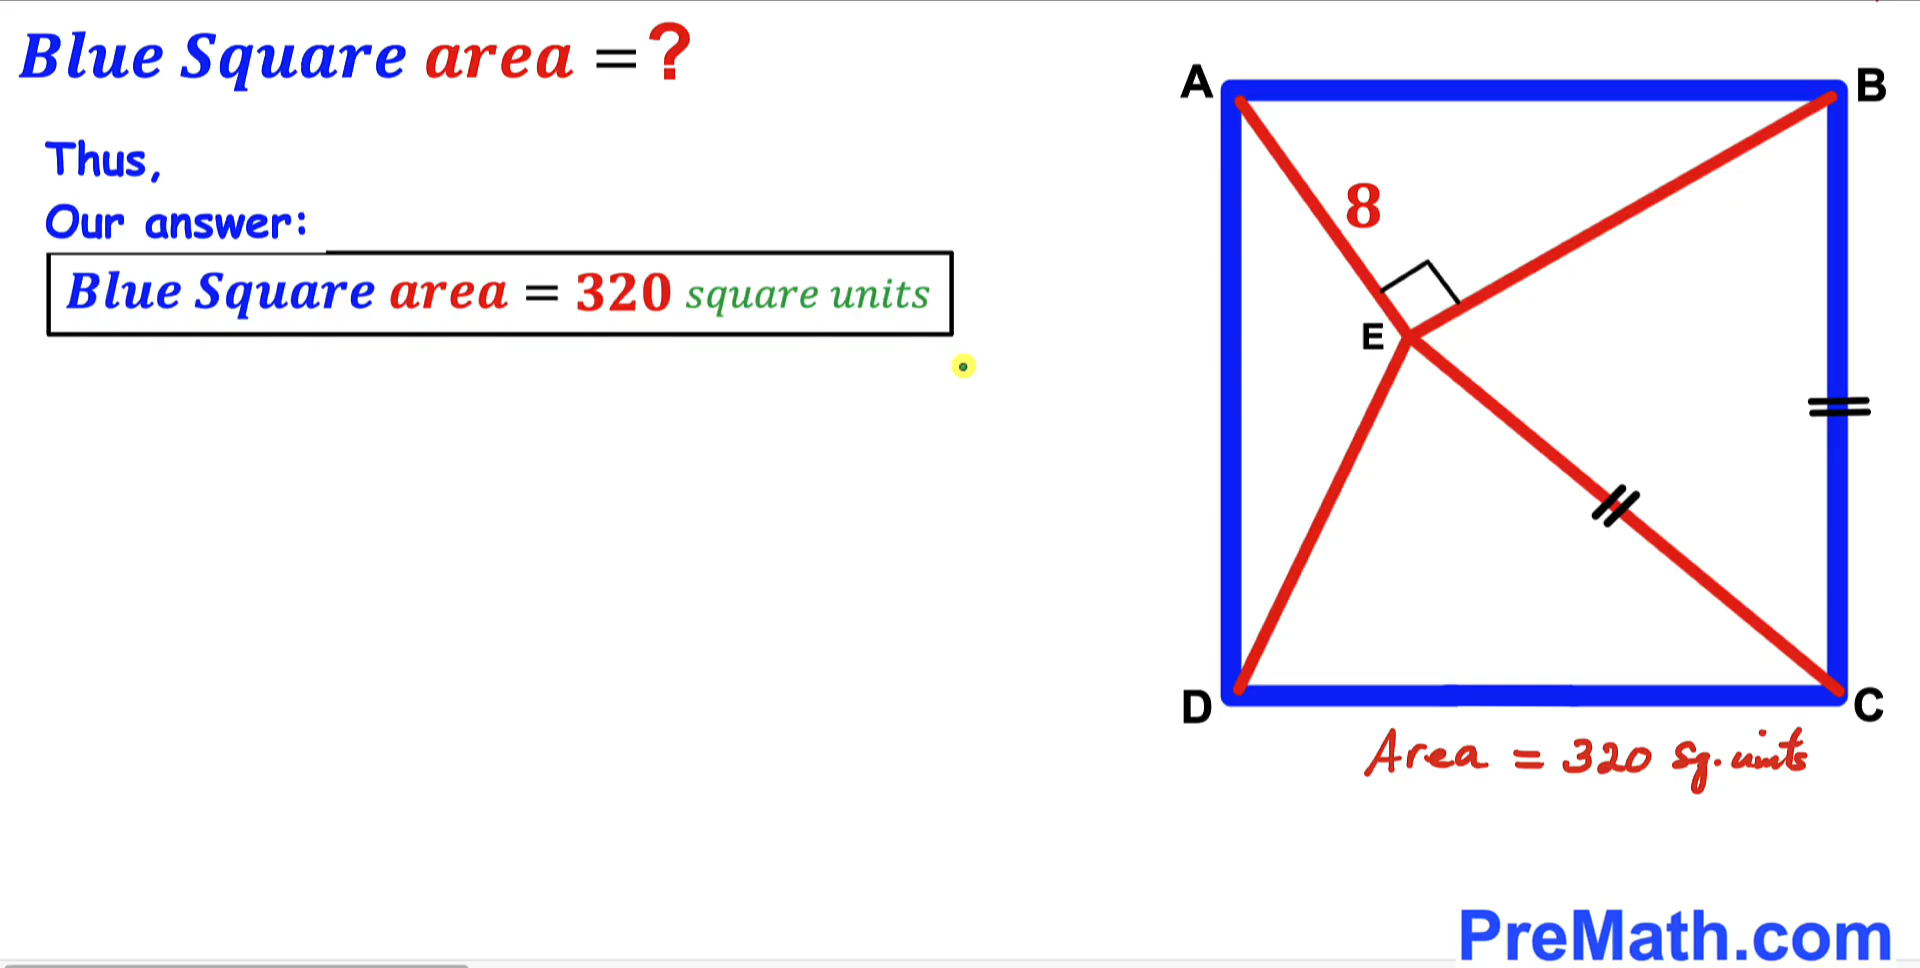 Blue Square area = ?
Thus,
Our answer:
Blue Square area = 320 square units
A
B
8
E
D
C
Area = 320 sq. units
PreMath.com